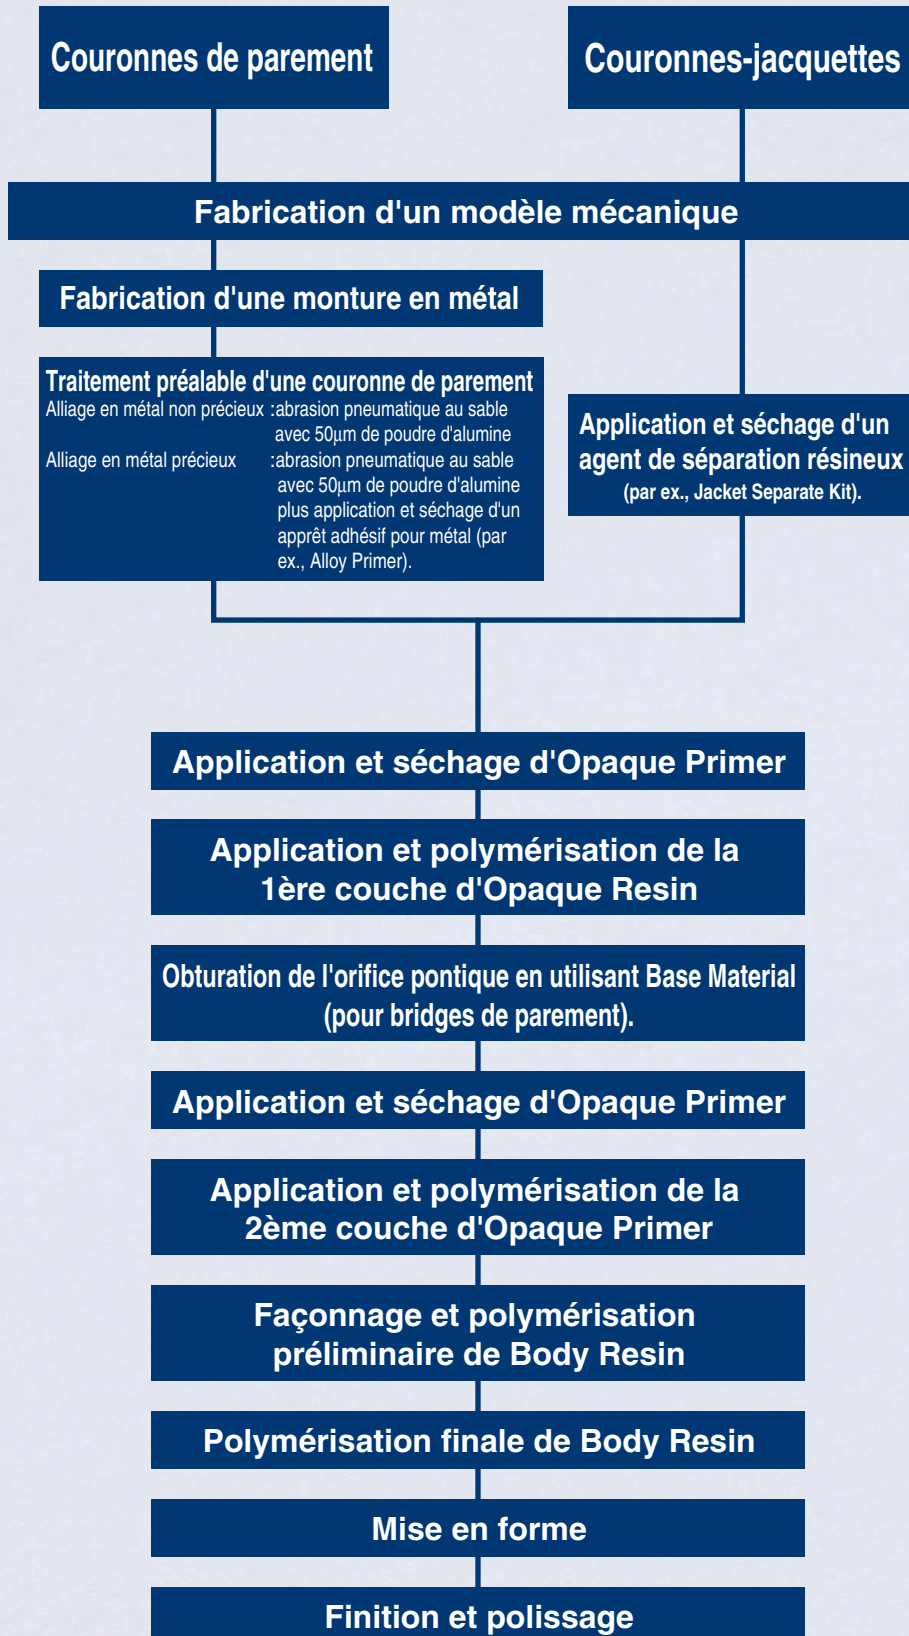 Couronnes de parement
Couronnes-jacquettes
Fabrication d'un modèle mécanique
Fabrication d'une monture en métal
Traitement préalable d'une couronne de parement
Alliage en métal non précieux :abrasion pneumatique au sable
avec 50µm de poudre d'alumine
Alliage en métal précieux :abrasion pneumatique au sable
avec 50µm de poudre d'alumine
plus application et séchage d'un
apprêt adhésif pour métal (par
ex., Alloy Primer).
Application et séchage d'un
agent de séparation résineux
(par ex., Jacket Separate Kit).
Application et séchage d'Opaque Primer
Application et polymérisation de la
1ère couche d'Opaque Resin
Obturation de l'orifice pontique en utilisant Base Material
(pour bridges de parement).
Application et séchage d'Opaque Primer
Application et polymérisation de la
2ème couche d'Opaque Primer
Façonnage et polymérisation
préliminaire de Body Resin
Polymérisation finale de Body Resin
Mise en forme
Finition et polissage